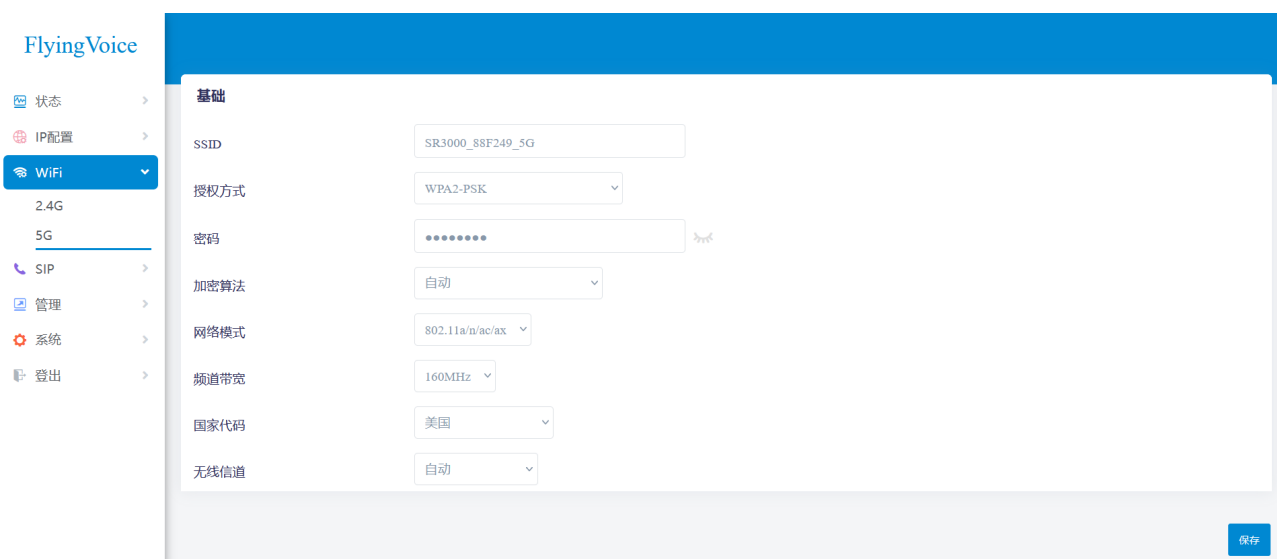 FlyingVoice
状态
IP配置
WiFi
2.4G
5G
SIP
管理
系统
登出
基础
SSID SR3000_88F249_5G
授权方式 WPA2-PSK
密码 ●●●●●●●●
加密算法 自动
网络模式 802.11a/n/ac/ax
频道带宽 160MHz
国家代码 美国
无线信道 自动
保存